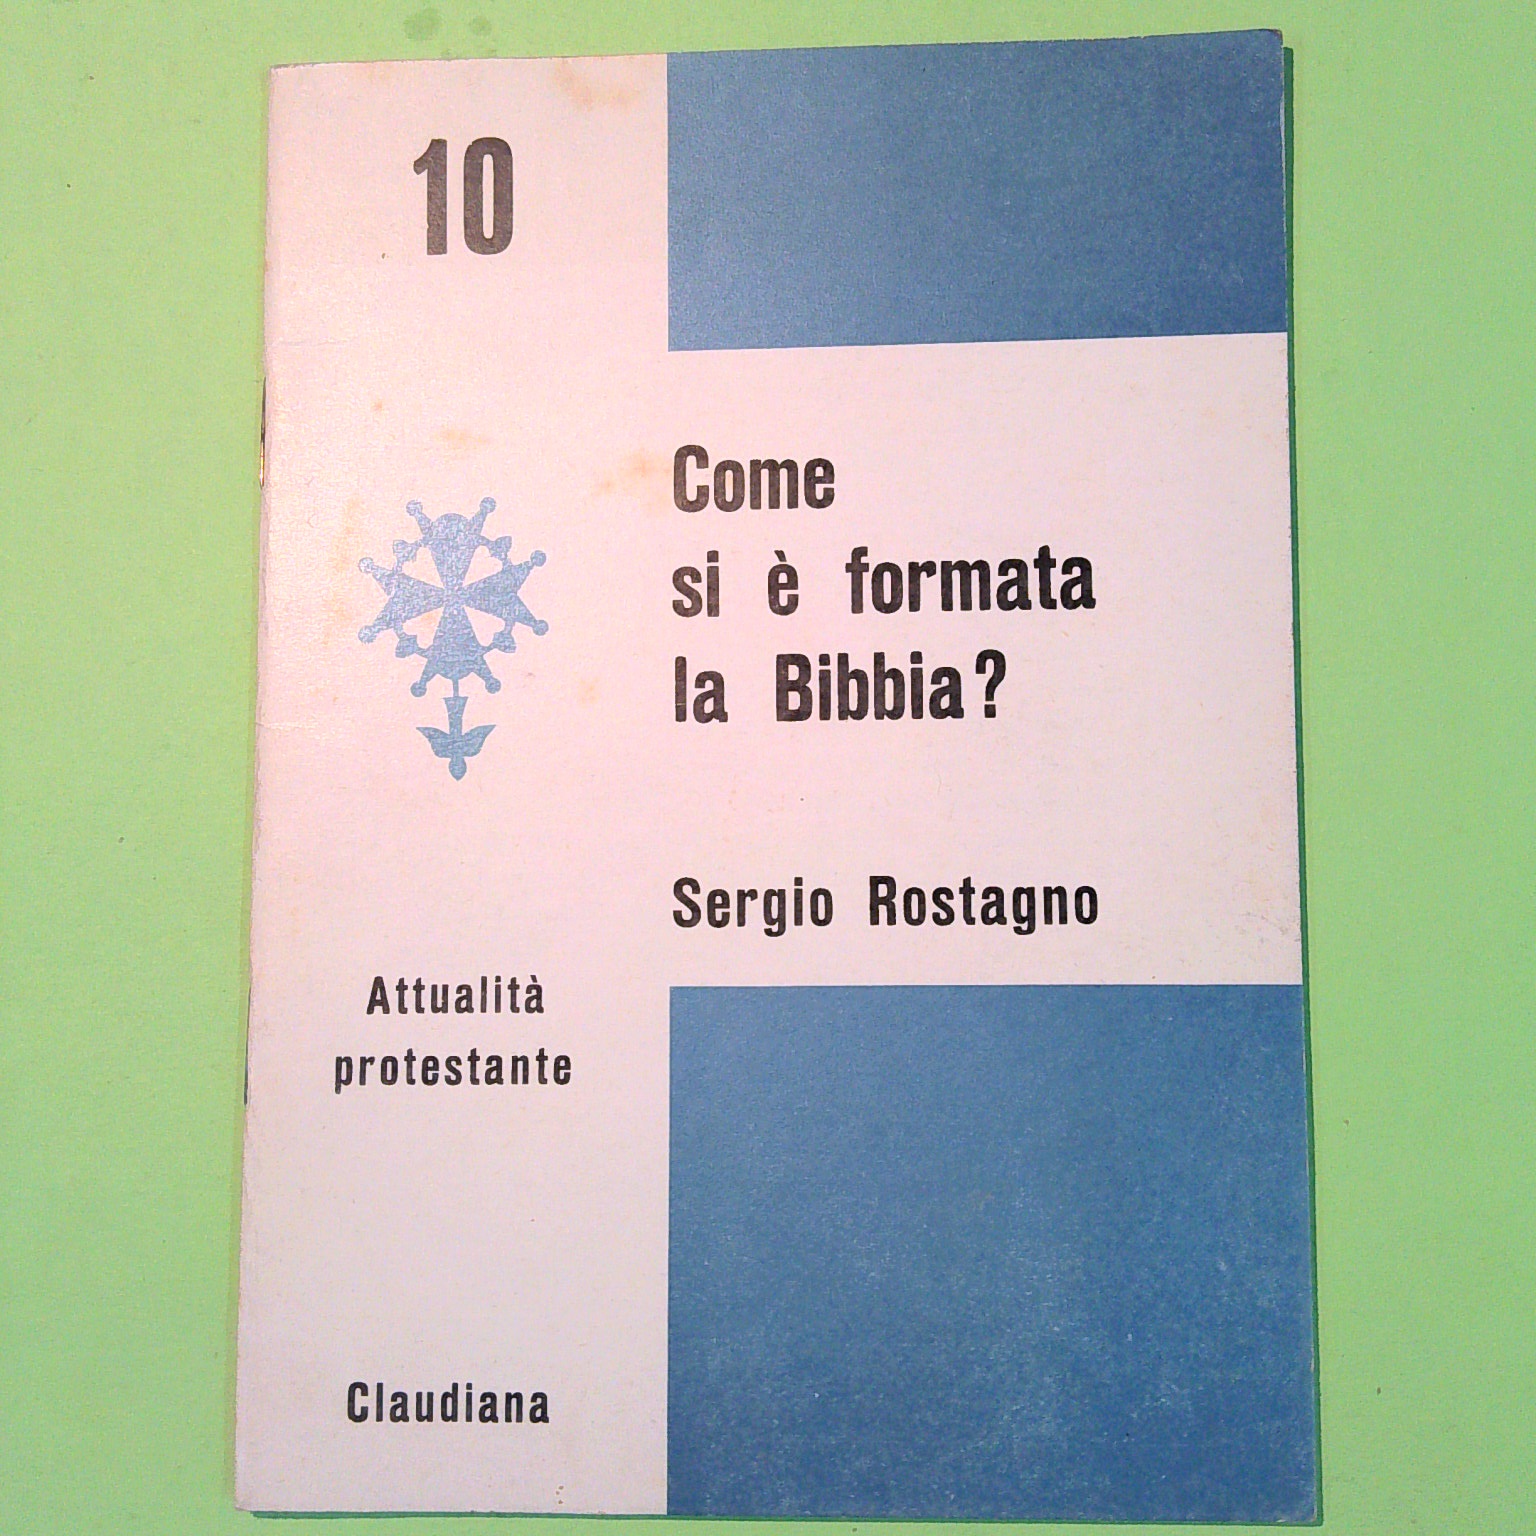 10
Come
si è formata
la Bibbia?
Sergio Rostagno
Attualità
protestante
Claudiana